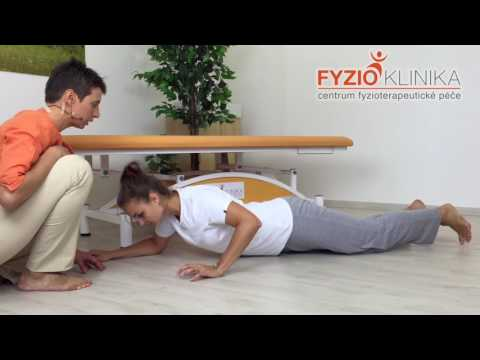 FYZIO KLINIKA
centrum fyzioterapeutické péče